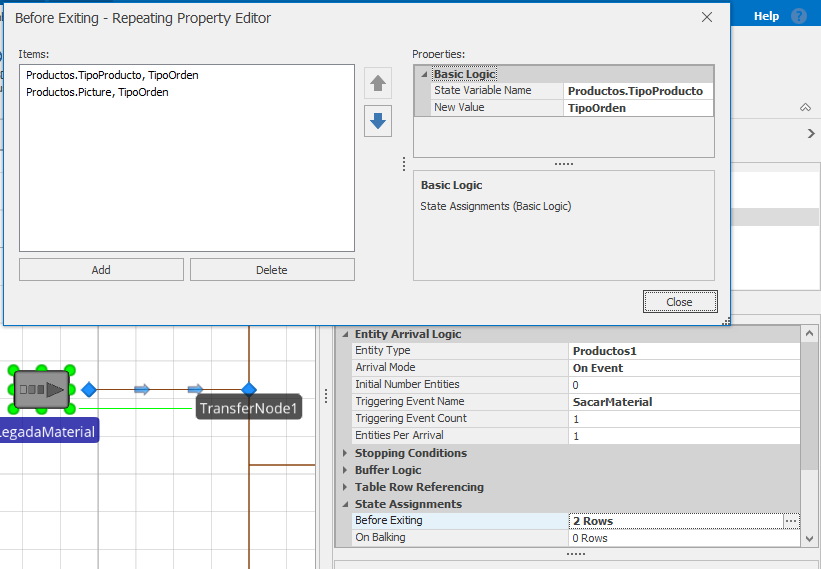 Before Exiting - Repeating Property Editor
Help
Items:
Productos.TipoProducto, TipoOrden
Productos.Picture, TipoOrden
Add
Delete
Properties:
Basic Logic
State Variable Name Productos.TipoProducto
New Value TipoOrden
Basic Logic
State Assignments (Basic Logic)
Close
TransferNode1
LegadaMaterial
Entity Arrival Logic
Entity Type Productos1
Arrival Mode On Event
Initial Number Entities 0
Triggering Event Name SacarMaterial
Triggering Event Count 1
Entities Per Arrival 1
Stopping Conditions
Buffer Logic
Table Row Referencing
State Assignments
Before Exiting 2 Rows ...
On Balking 0 Rows